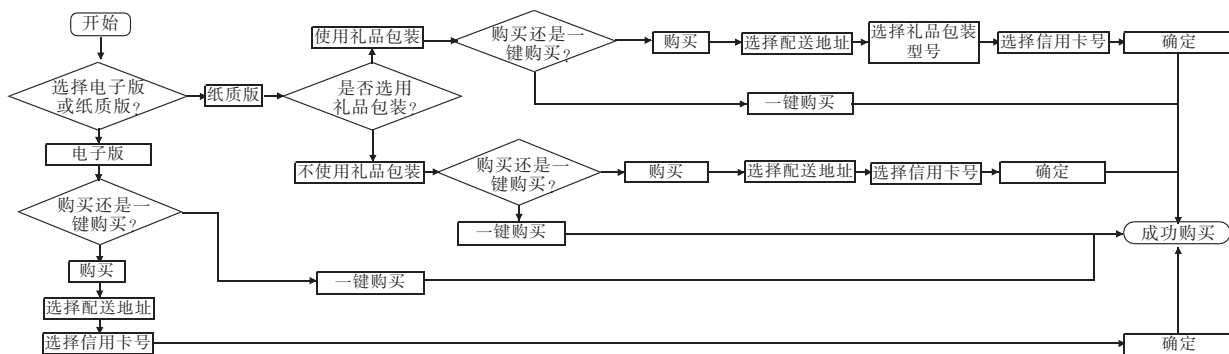 开始
选择电子版
或纸质版？
纸质版
是否选用
礼品包装？
使用礼品包装
购买还是一
键购买？
购买
选择配送地址
选择礼品包装
型号
选择信用卡号
确定
一键购买
不使用礼品包装
购买还是一
键购买？
购买
选择配送地址
选择信用卡号
确定
一键购买
成功购买
电子版
购买还是一
键购买？
一键购买
购买
选择配送地址
选择信用卡号
确定